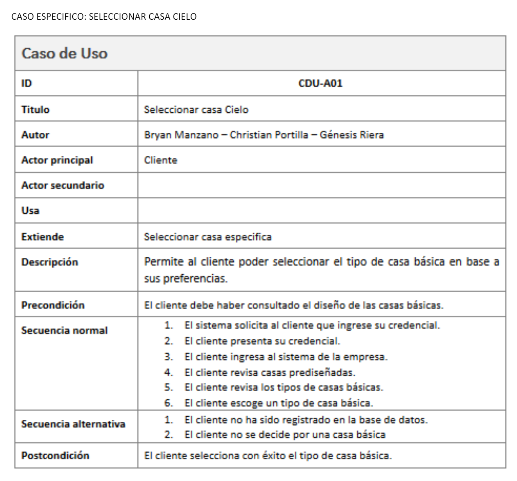 CASO ESPECIFICO: SELECCIONAR CASA CIELO
Caso de Uso
ID CDU-A01
Titulo Seleccionar casa Cielo
Autor Bryan Manzano – Christian Portilla – Génesis Riera
Actor principal Cliente
Actor secundario
Usa
Extiende Seleccionar casa especifica
Descripción Permite al cliente poder seleccionar el tipo de casa básica en base a
sus preferencias.
Precondición El cliente debe haber consultado el diseño de las casas básicas.
Secuencia normal 1. El sistema solicita al cliente que ingrese su credencial.
2. El cliente presenta su credencial.
3. El cliente ingresa al sistema de la empresa.
4. El cliente revisa casas prediseñadas.
5. El cliente revisa los tipos de casas básicas.
6. El cliente escoge un tipo de casa básica.
Secuencia alternativa 1. El cliente no ha sido registrado en la base de datos.
2. El cliente no se decide por una casa básica
Postcondición El cliente selecciona con éxito el tipo de casa básica.